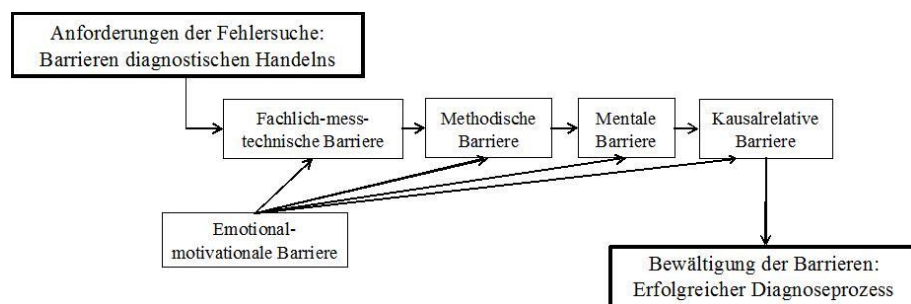 Anforderungen der Fehlersuche:
Barrieren diagnostischen Handelns
Fachlich-mess-
technische Barriere
Methodische
Barriere
Mentale
Barriere
Kausalrelative
Barriere
Emotional-
motivationale Barriere
Bewältigung der Barrieren:
Erfolgreicher Diagnoseprozess